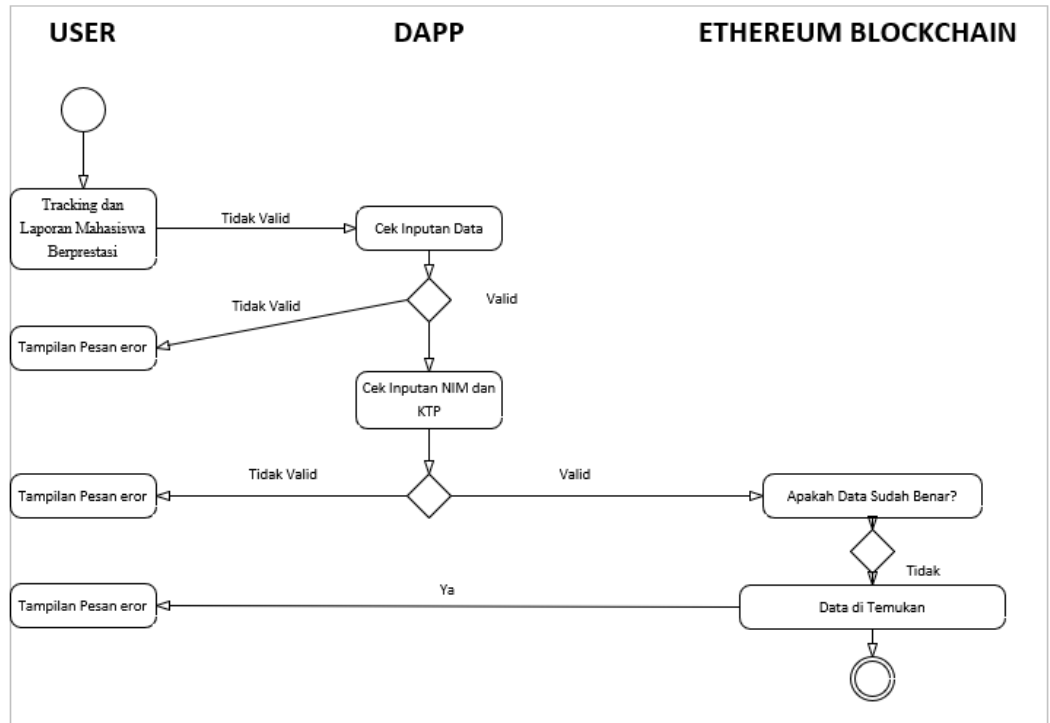 USER
DAPP
ETHEREUM BLOCKCHAIN
Tracking dan
Laporan Mahasiswa
Berprestasi
Tidak Valid
Cek Inputan Data
Tidak Valid
Valid
Tampilan Pesan eror
Cek Inputan NIM dan
KTP
Tidak Valid
Valid
Tampilan Pesan eror
Apakah Data Sudah Benar?
Tidak
Ya
Tampilan Pesan eror
Data di Temukan